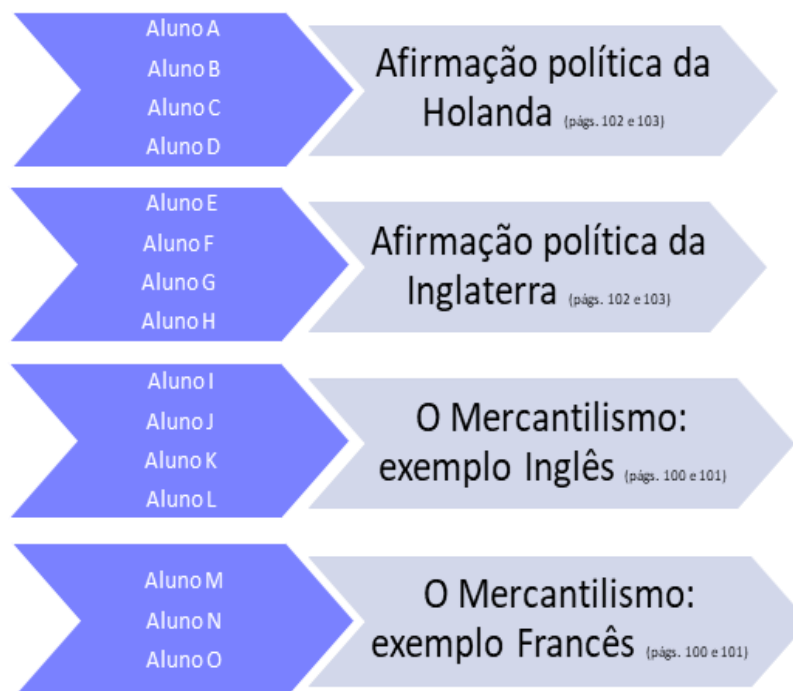 Aluno A
Aluno B
Aluno C
Aluno D
Afirmação política da
Holanda (págs. 102 e 103)
Aluno E
Aluno F
Aluno G
Aluno H
Afirmação política da
Inglaterra (págs. 102 e 103)
Aluno I
Aluno J
Aluno K
Aluno L
O Mercantilismo:
exemplo Inglês (págs. 100 e 101)
Aluno M
Aluno N
Aluno O
O Mercantilismo:
exemplo Francês (págs. 100 e 101)